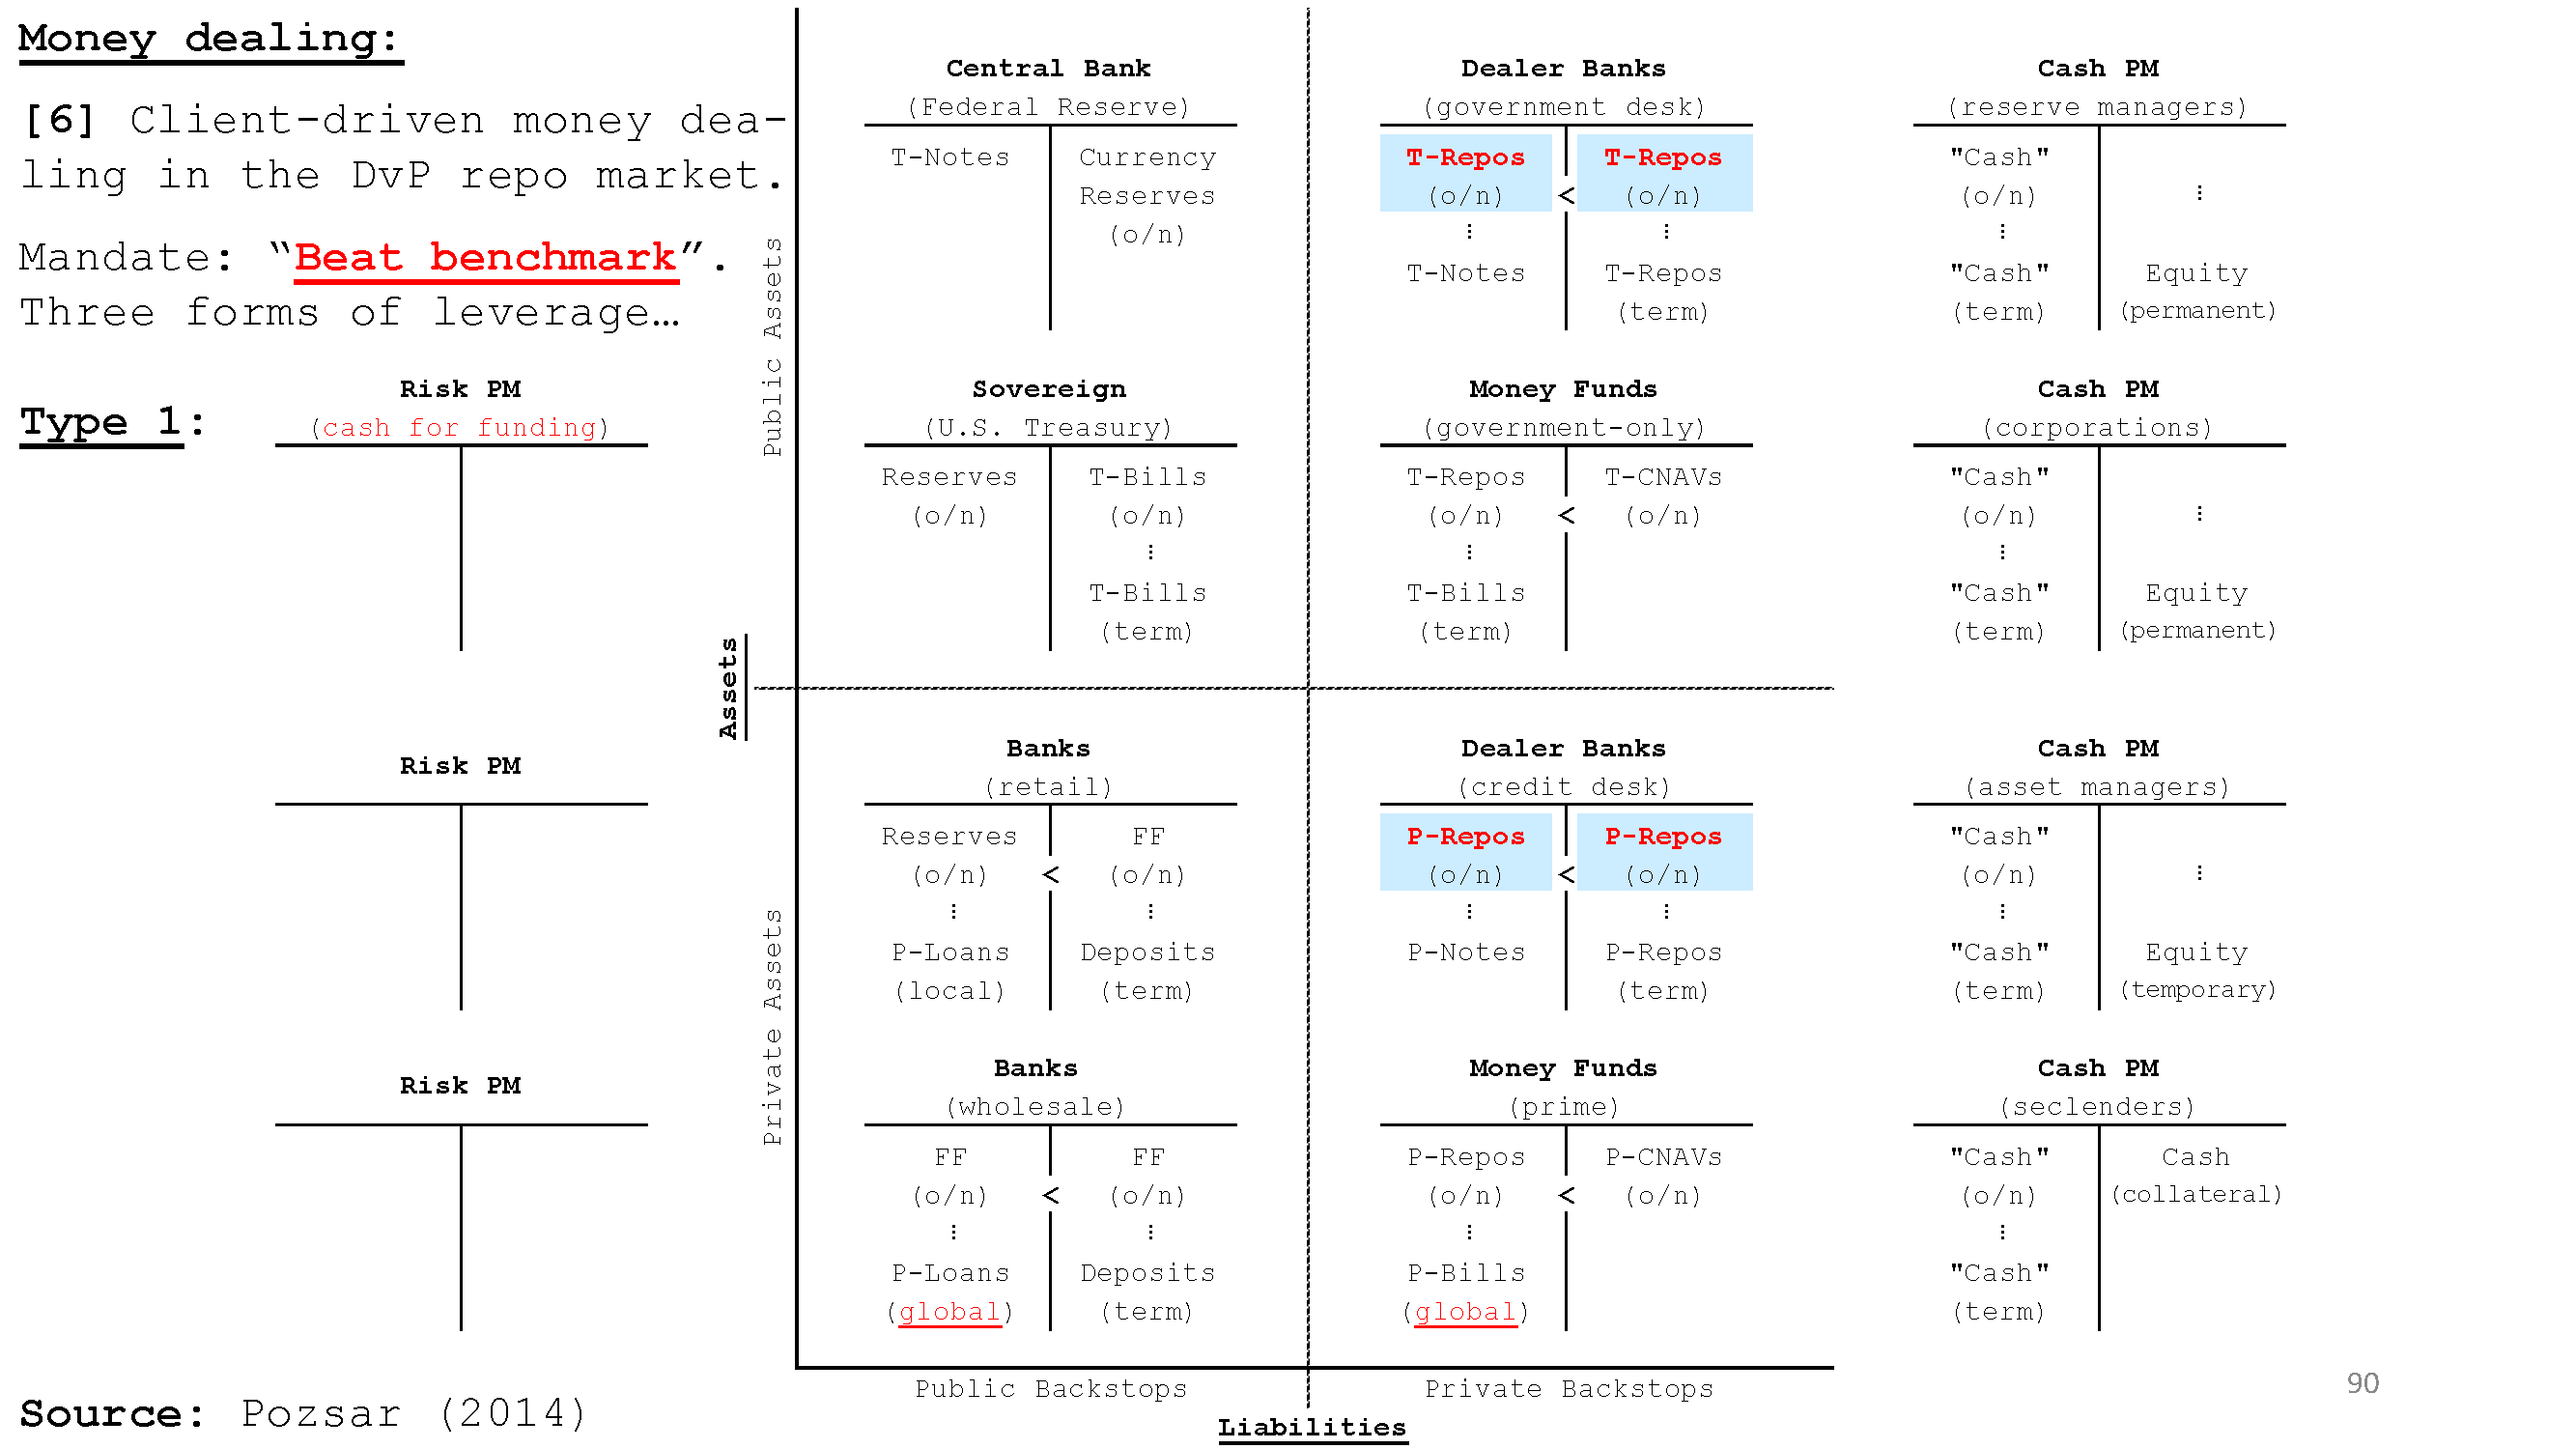 Money dealing:
[6] Client-driven money dea-
ling in the DvP repo market.
Mandate: “Beat benchmark”.
Three forms of leverage…
Type 1:
Risk PM
(cash for funding)
Risk PM
Risk PM
Source: Pozsar (2014)
Assets
Public Assets
Private Assets
Central Bank
(Federal Reserve)
T-Notes Currency
Reserves
(o/n)
Sovereign
(U.S. Treasury)
Reserves T-Bills
(o/n) (o/n)
⋮
T-Bills
(term)
Banks
(retail)
Reserves FF
(o/n) < (o/n)
⋮ ⋮
P-Loans Deposits
(local) (term)
Banks
(wholesale)
FF FF
(o/n) < (o/n)
⋮ ⋮
P-Loans Deposits
(global) (term)
Dealer Banks
(government desk)
T-Repos T-Repos
(o/n) < (o/n)
⋮ ⋮
T-Notes T-Repos
(term)
Money Funds
(government-only)
T-Repos T-CNAVs
(o/n) < (o/n)
⋮
T-Bills
(term)
Dealer Banks
(credit desk)
P-Repos P-Repos
(o/n) < (o/n)
⋮ ⋮
P-Notes P-Repos
(term)
Money Funds
(prime)
P-Repos P-CNAVs
(o/n) < (o/n)
⋮
P-Bills
(global)
Cash PM
(reserve managers)
"Cash"
(o/n) ⋮
⋮
"Cash" Equity
(term) (permanent)
Cash PM
(corporations)
"Cash"
(o/n) ⋮
⋮
"Cash" Equity
(term) (permanent)
Cash PM
(asset managers)
"Cash"
(o/n) ⋮
⋮
"Cash" Equity
(term) (temporary)
Cash PM
(seclenders)
"Cash" Cash
(o/n) (collateral)
⋮
"Cash"
(term)
Public Backstops Private Backstops
Liabilities
90